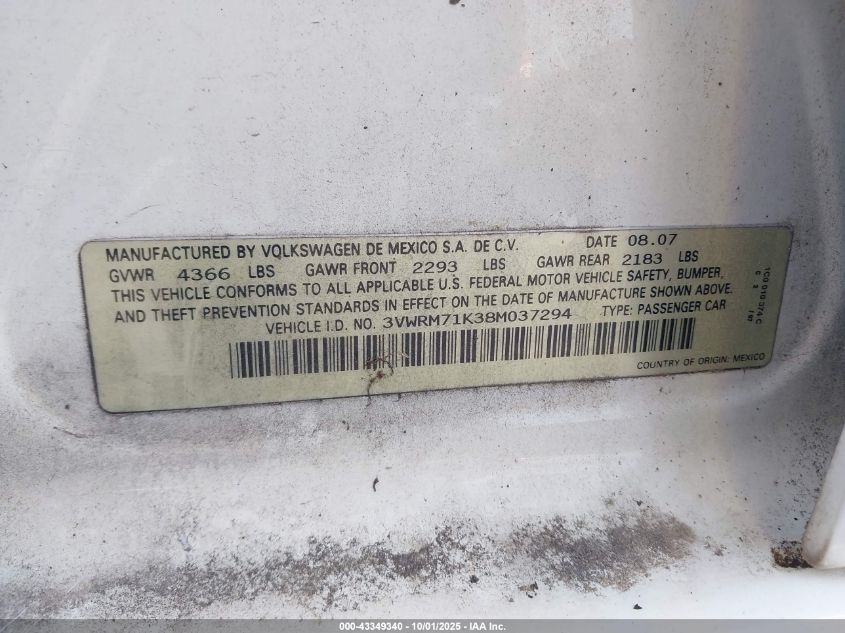 MANUFACTURED BY VOLKSWAGEN DE MEXICO S.A. DE C.V. DATE 08.07
GVWR 4366 LBS GAWR FRONT 2293 LBS GAWR REAR 2183 LBS
THIS VEHICLE CONFORMS TO ALL APPLICABLE U.S. FEDERAL MOTOR VEHICLE SAFETY, BUMPER,
AND THEFT PREVENTION STANDARDS IN EFFECT ON THE DATE OF MANUFACTURE SHOWN ABOVE.
VEHICLE I.D. NO. 3VWRM71K38M037294 TYPE: PASSENGER CAR
COUNTRY OF ORIGIN: MEXICO
1C0 010 374 C
000-43349340 - 10/01/2025 - IAA Inc.